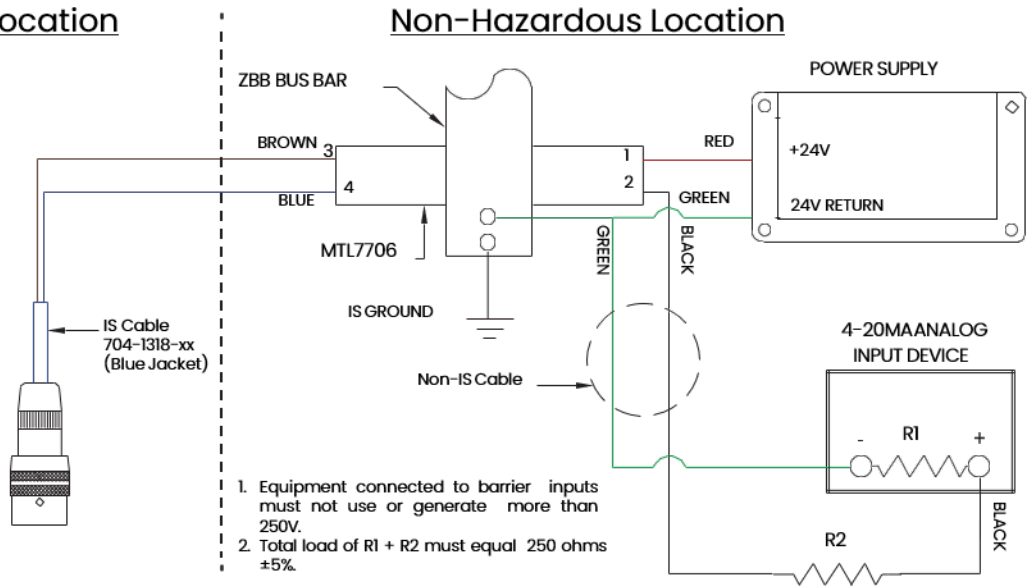 ocation
Non-Hazardous Location
ZBB BUS BAR
POWER SUPPLY
BROWN
3
1
RED
+24V
4
2
BLUE
GREEN
24V RETURN
MTL7706
GREEN
BLACK
IS GROUND
IS Cable
704-1318-xx
(Blue Jacket)
4-20MA ANALOG
INPUT DEVICE
Non-IS Cable
- R1 +
1. Equipment connected to barrier inputs
must not use or generate more than
250V.
2. Total load of R1 + R2 must equal 250 ohms
±5%.
BLACK
R2